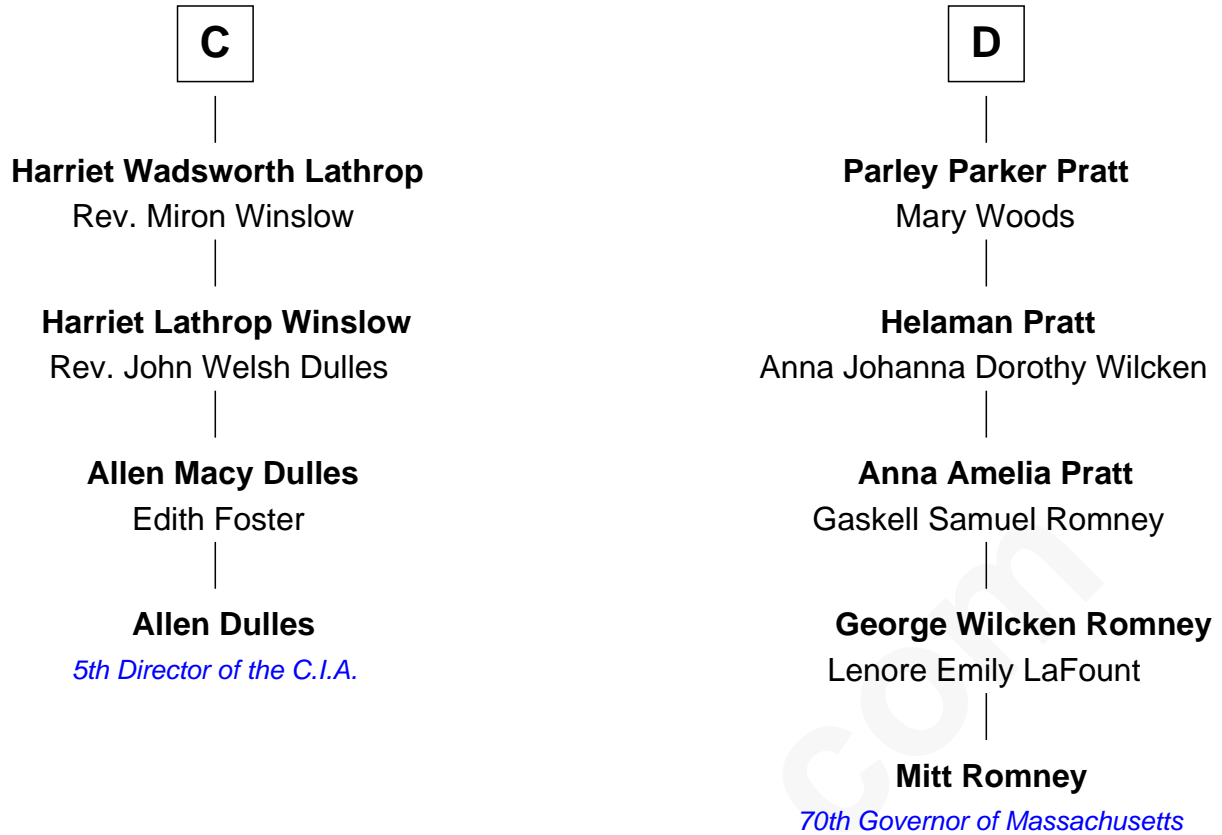 C
Harriet Wadsworth Lathrop
Rev. Miron Winslow
Harriet Lathrop Winslow
Rev. John Welsh Dulles
Allen Macy Dulles
Edith Foster
Allen Dulles
5th Director of the C.I.A.
D
Parley Parker Pratt
Mary Woods
Helaman Pratt
Anna Johanna Dorothy Wilcken
Anna Amelia Pratt
Gaskell Samuel Romney
George Wilcken Romney
Lenore Emily LaFount
Mitt Romney
70th Governor of Massachusetts
com